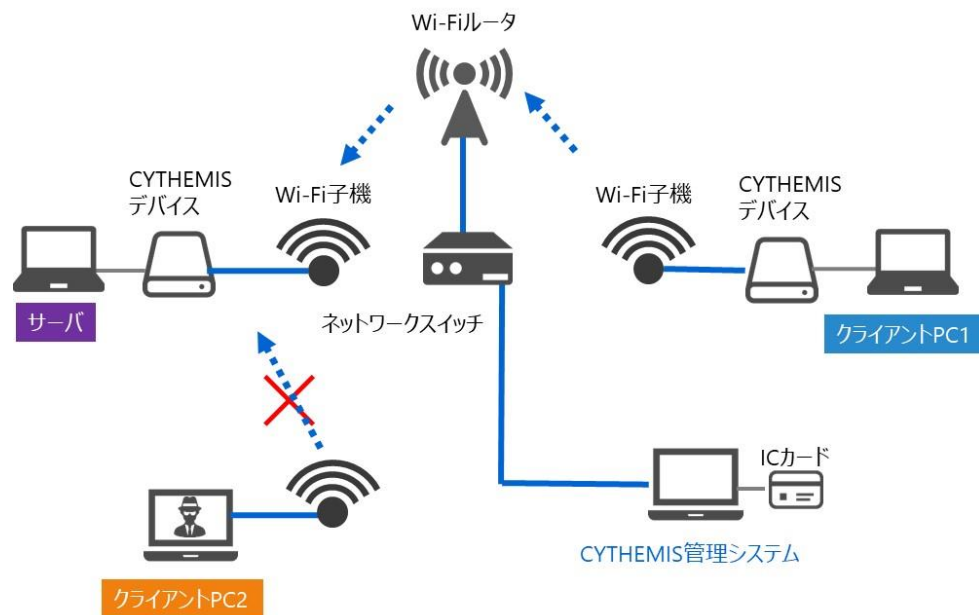 Wi-Fiルータ
CYTHEMIS
デバイス
Wi-Fi子機
Wi-Fi子機
CYTHEMIS
デバイス
サーバ
ネットワークスイッチ
クライアントPC1
ICカード
CYTHEMIS管理システム
クライアントPC2